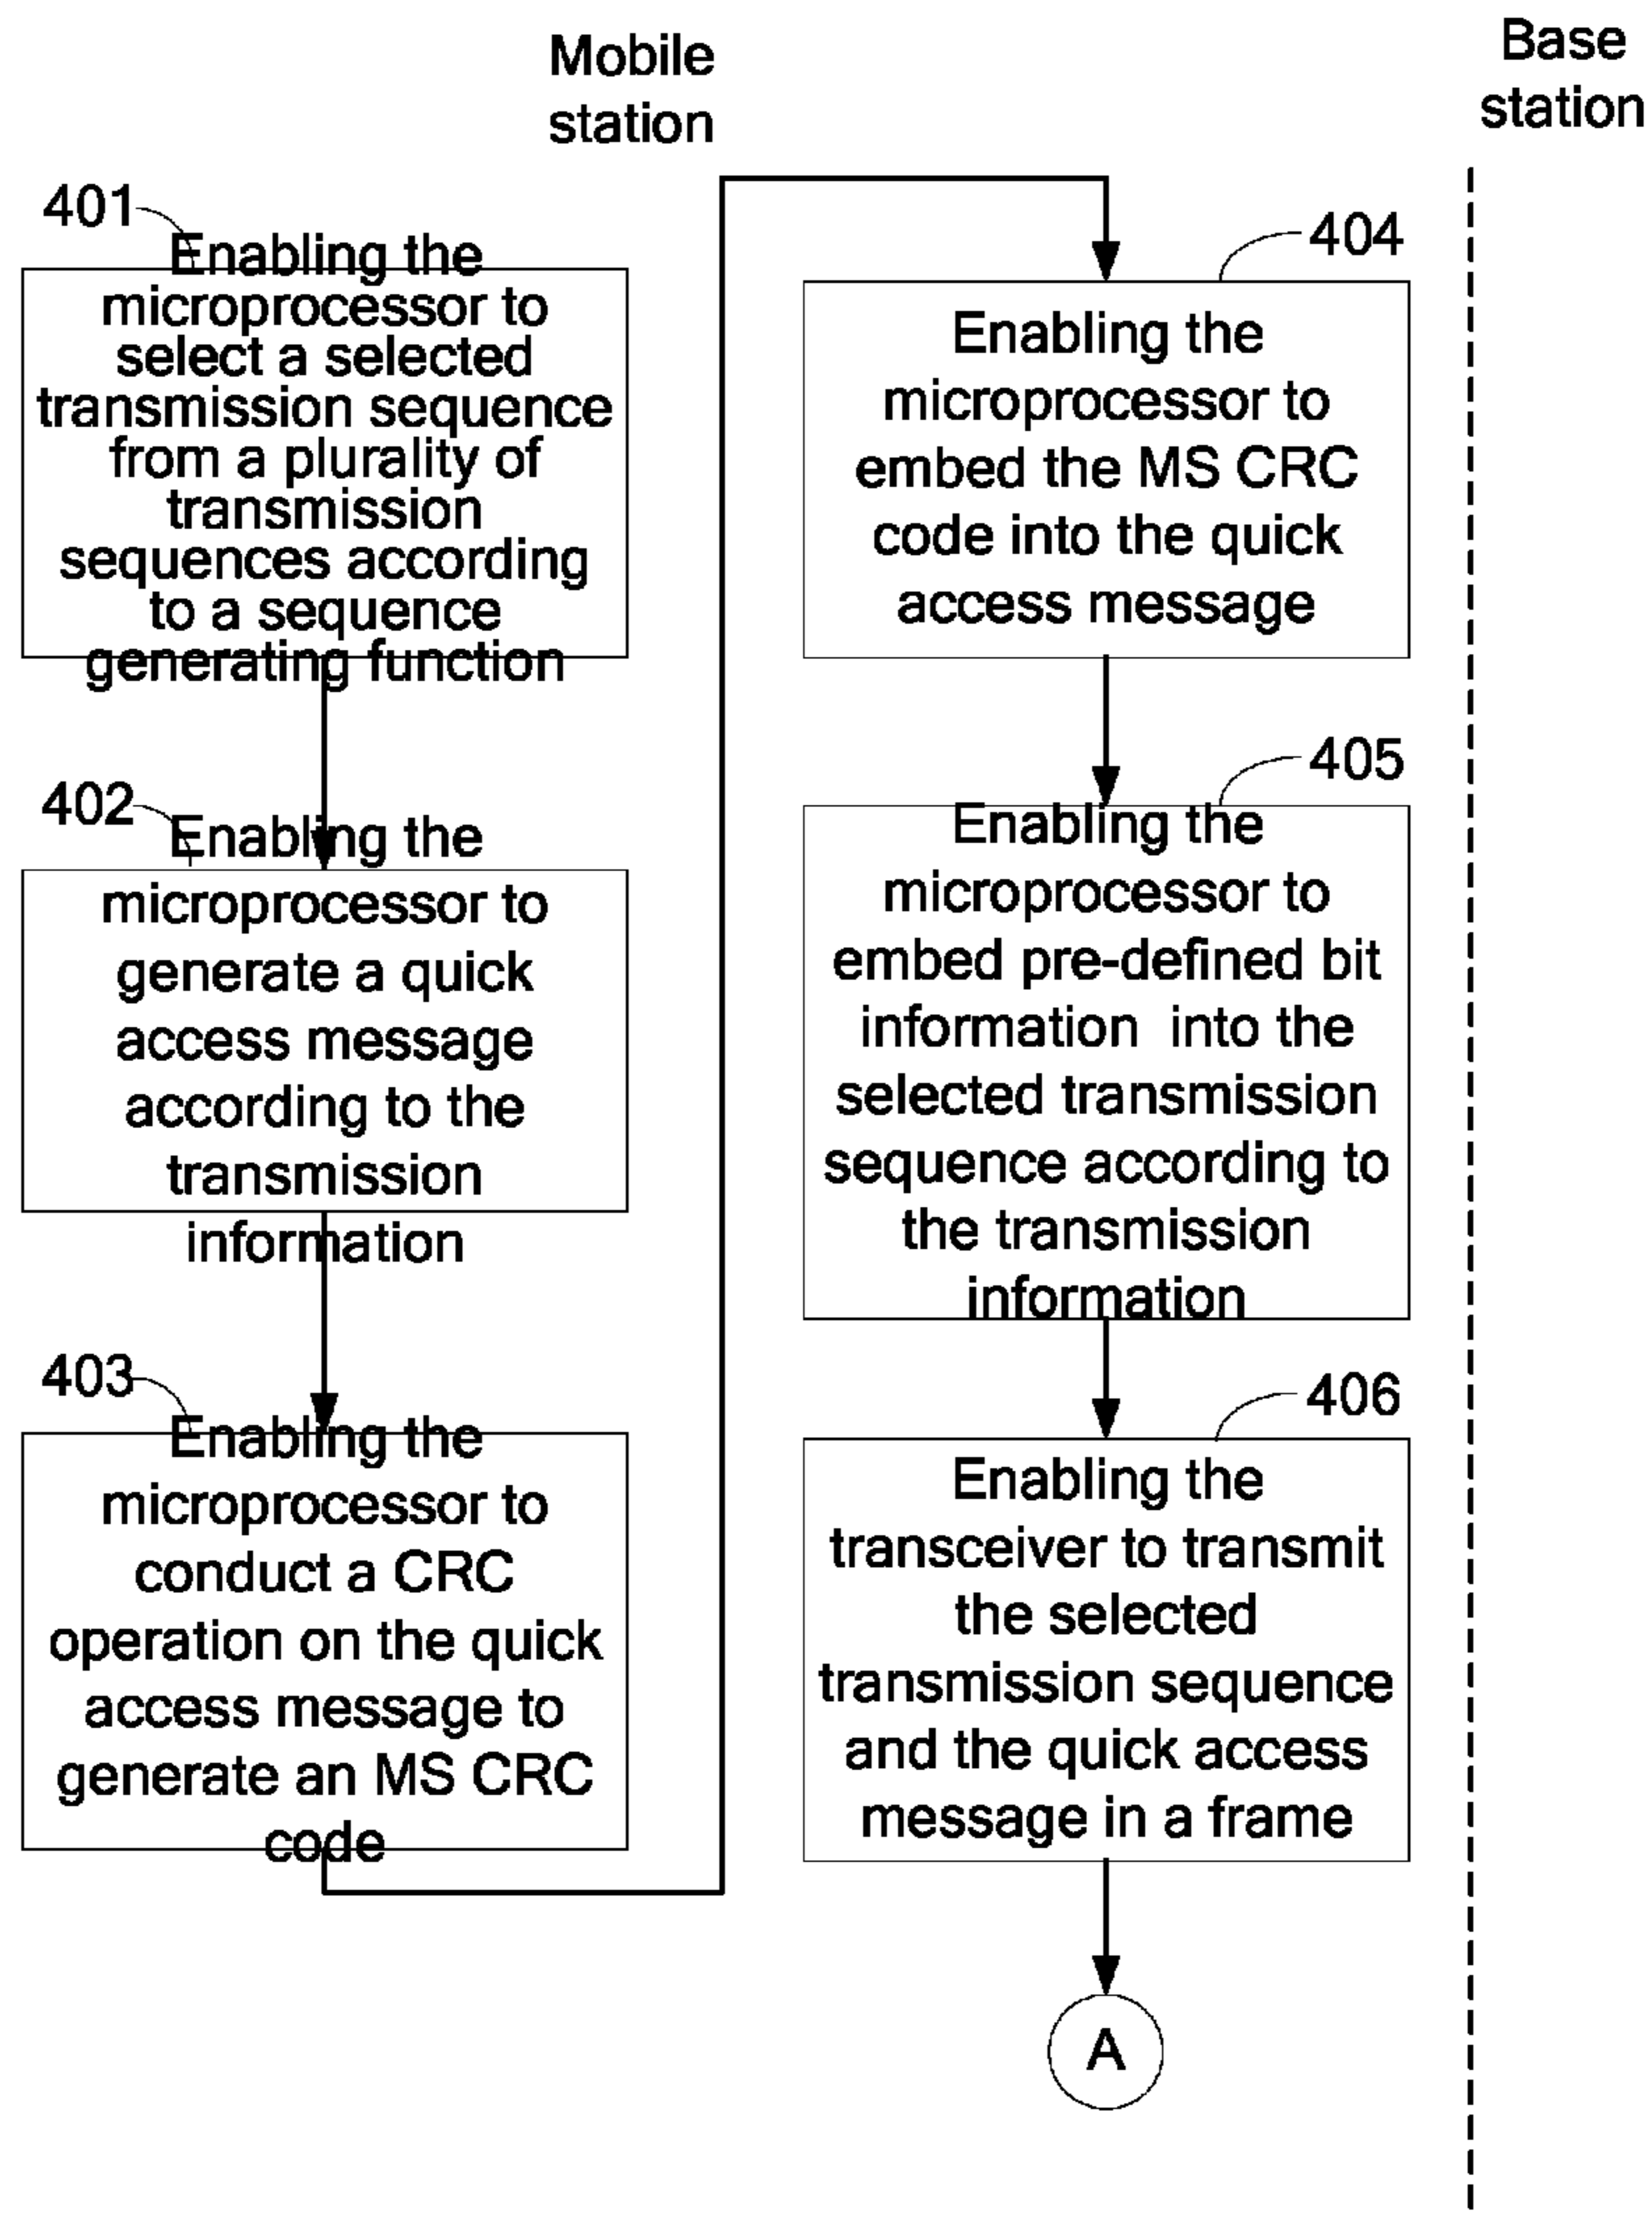 Mobile
station
Base
station
401
Enabling the
microprocessor to
select a selected
transmission sequence
from a plurality of
transmission
sequences according
to a sequence
generating function
402
Enabling the
microprocessor to
generate a quick
access message
according to the
transmission
information
403
Enabling the
microprocessor to
conduct a CRC
operation on the quick
access message to
generate an MS CRC
code
404
Enabling the
microprocessor to
embed the MS CRC
code into the quick
access message
405
Enabling the
microprocessor to
embed pre-defined bit
information into the
selected transmission
sequence according to
the transmission
information
406
Enabling the
transceiver to transmit
the selected
transmission sequence
and the quick access
message in a frame
A